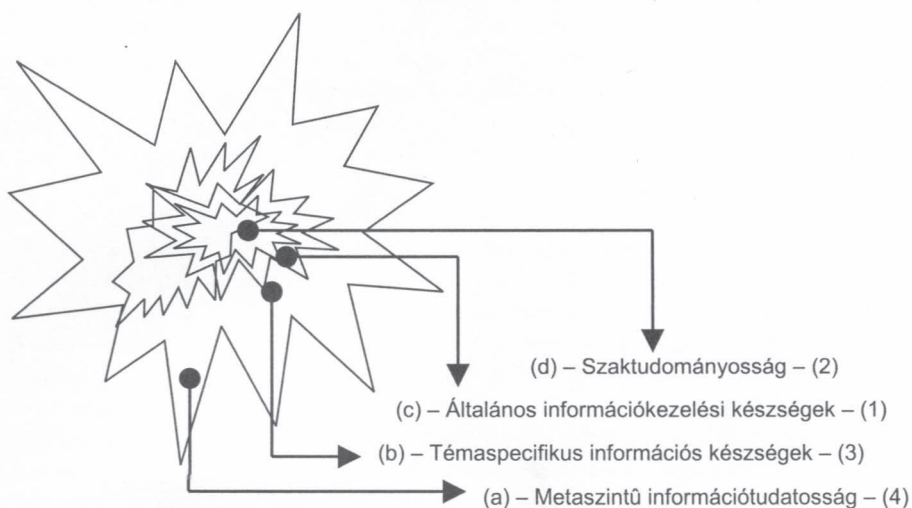 (d) – Szaktudományosság – (2)
(c) – Általános információkezelési készségek – (1)
(b) – Témaspecifikus információs készségek – (3)
(a) – Metaszintû információtudatosság – (4)